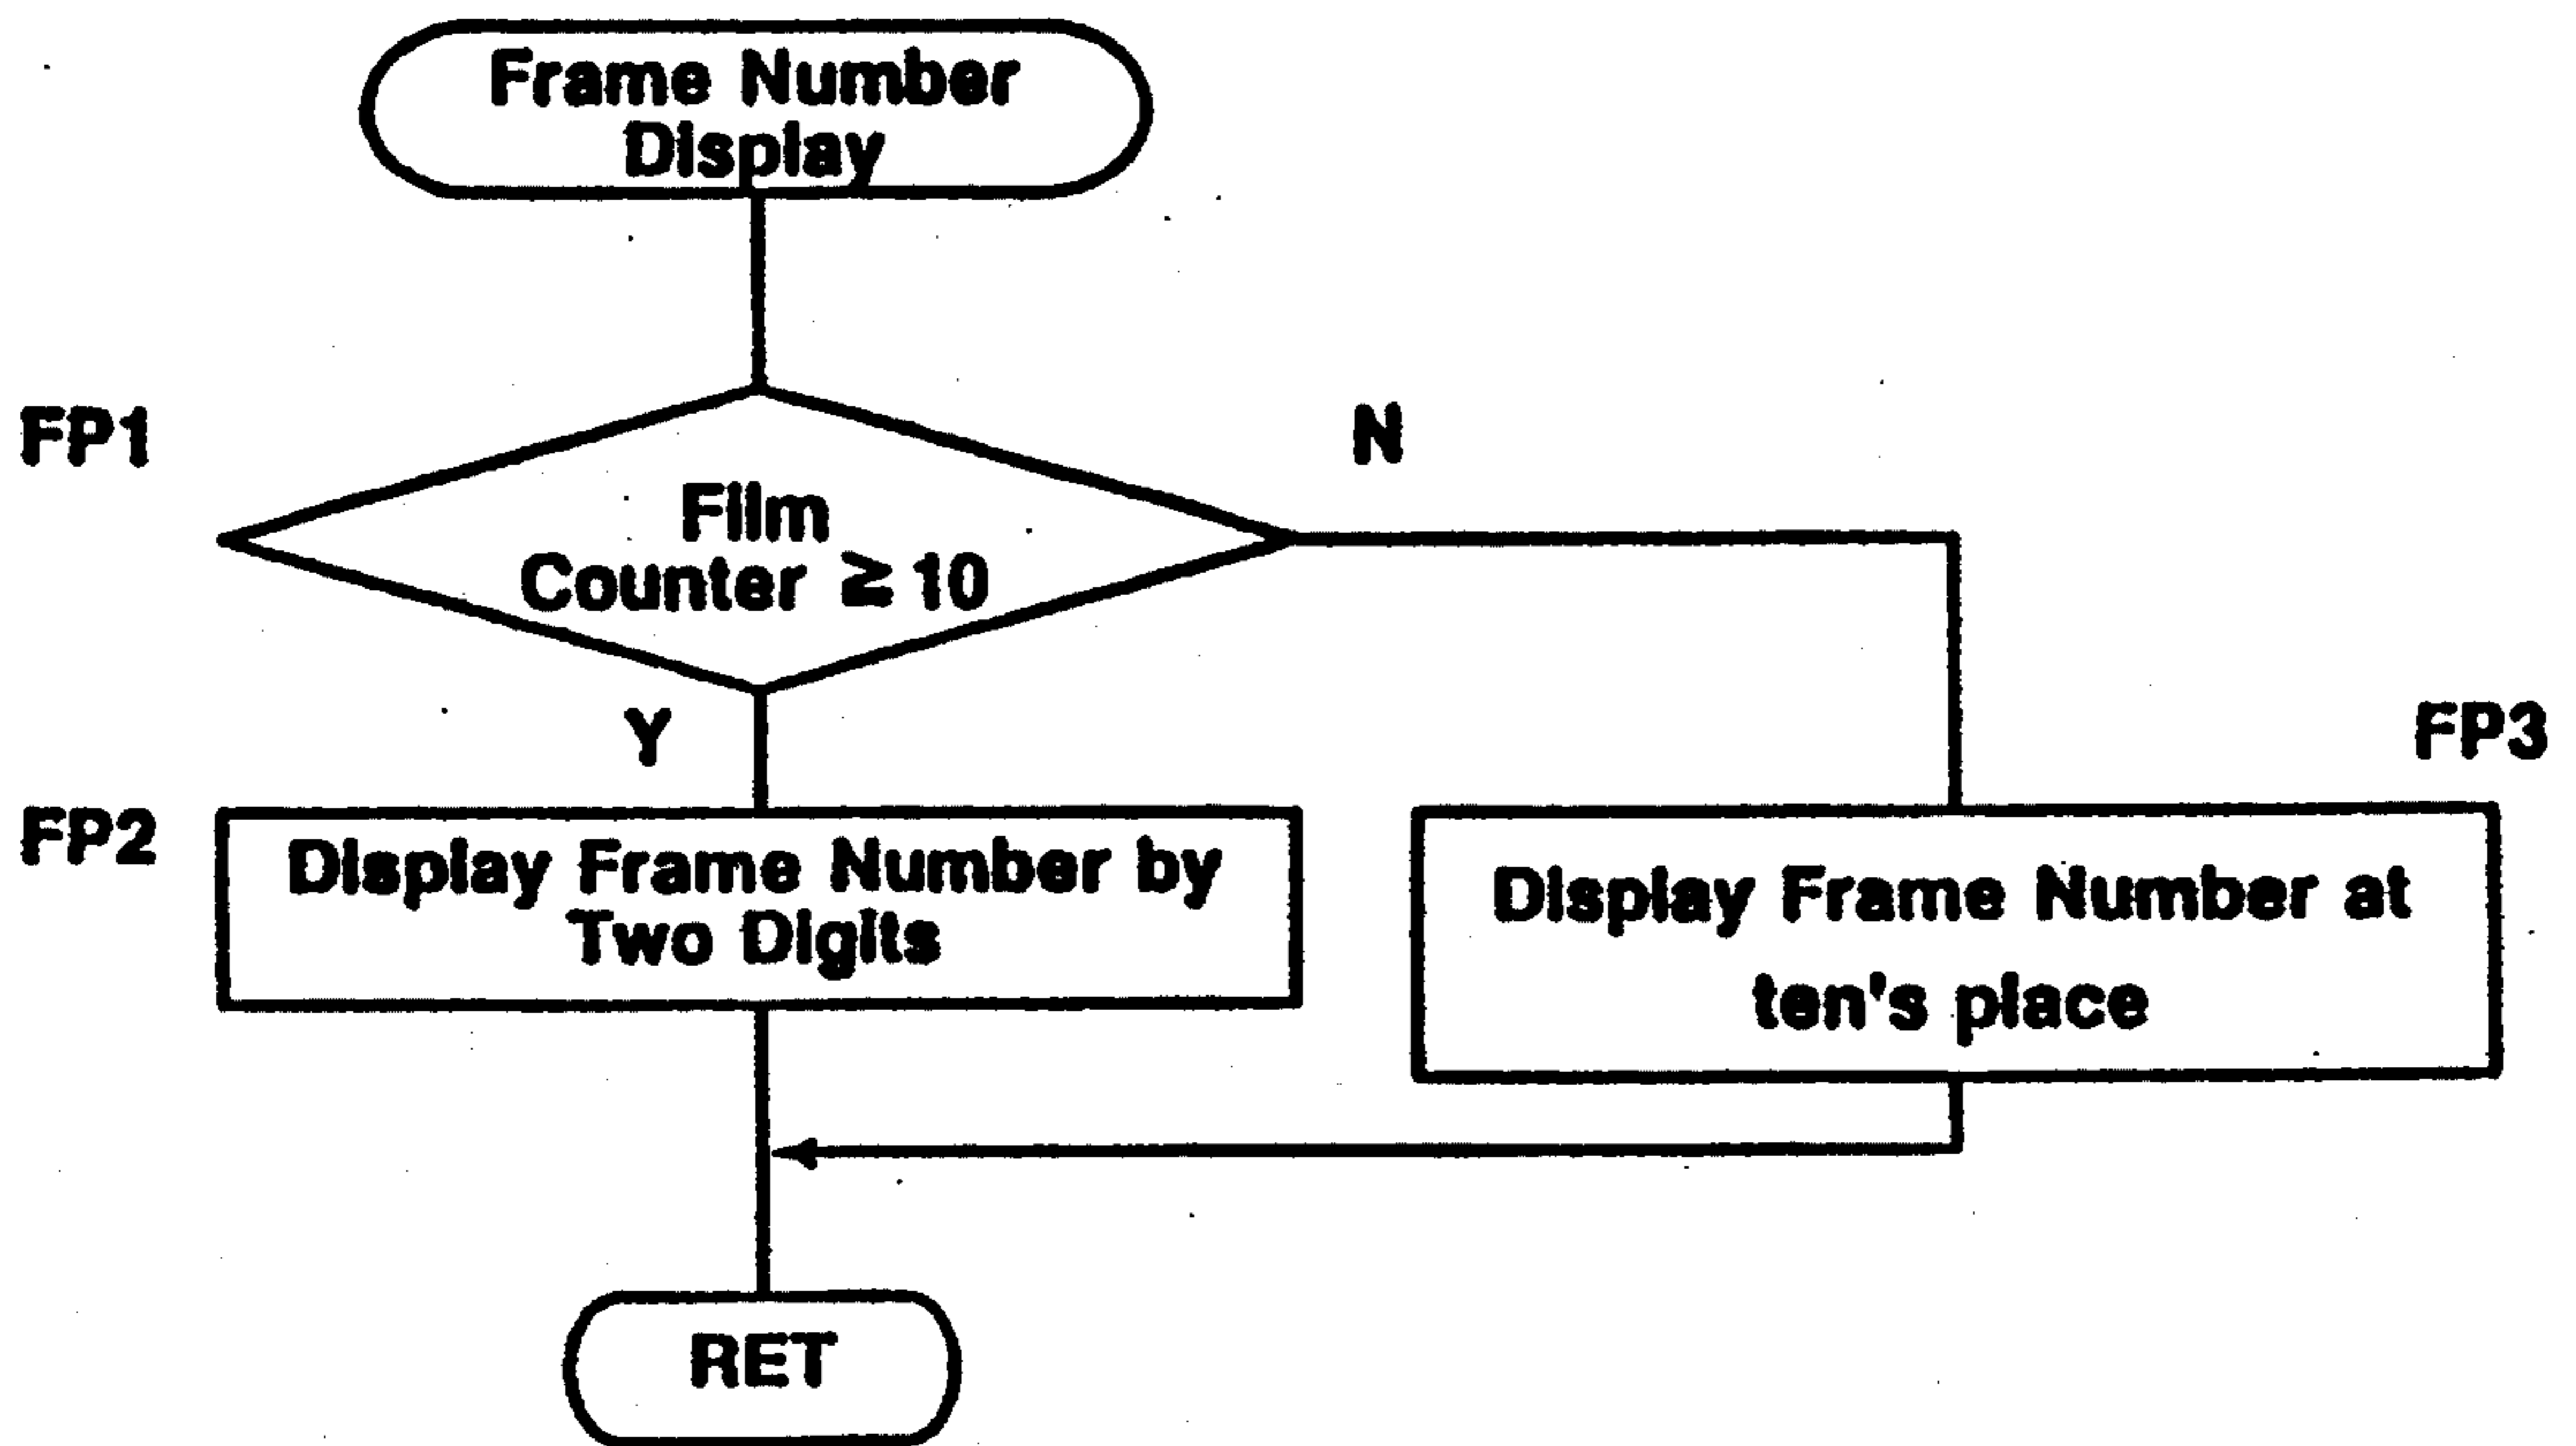 Frame Number
Display
FP1
N
Film
Counter ≧ 10
Y
FP3
FP2
Display Frame Number by
Two Digits
Display Frame Number at
ten's place
RET